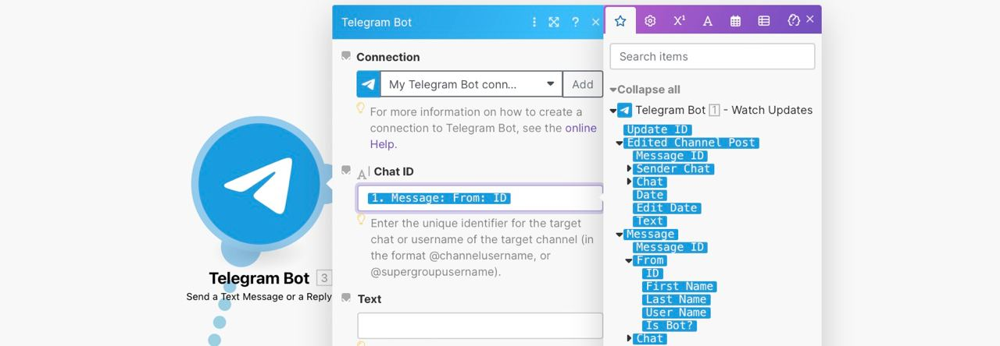 Telegram Bot
?
Connection
My Telegram Bot conn...
Add
For more information on how to create a
connection to Telegram Bot, see the online
Help.
A
Chat ID
1. Message: From: ID
Enter the unique identifier for the target
chat or username of the target channel (in
the format @channelusername, or
@supergroupusername).
Text
Telegram Bot 3
Send a Text Message or a Reply
X¹
A
Search items
Collapse all
Telegram Bot 1 - Watch Updates
Update ID
Edited Channel Post
Message ID
Sender Chat
Chat
Date
Edit Date
Text
Message
Message ID
From
ID
First Name
Last Name
User Name
Is Bot?
Chat